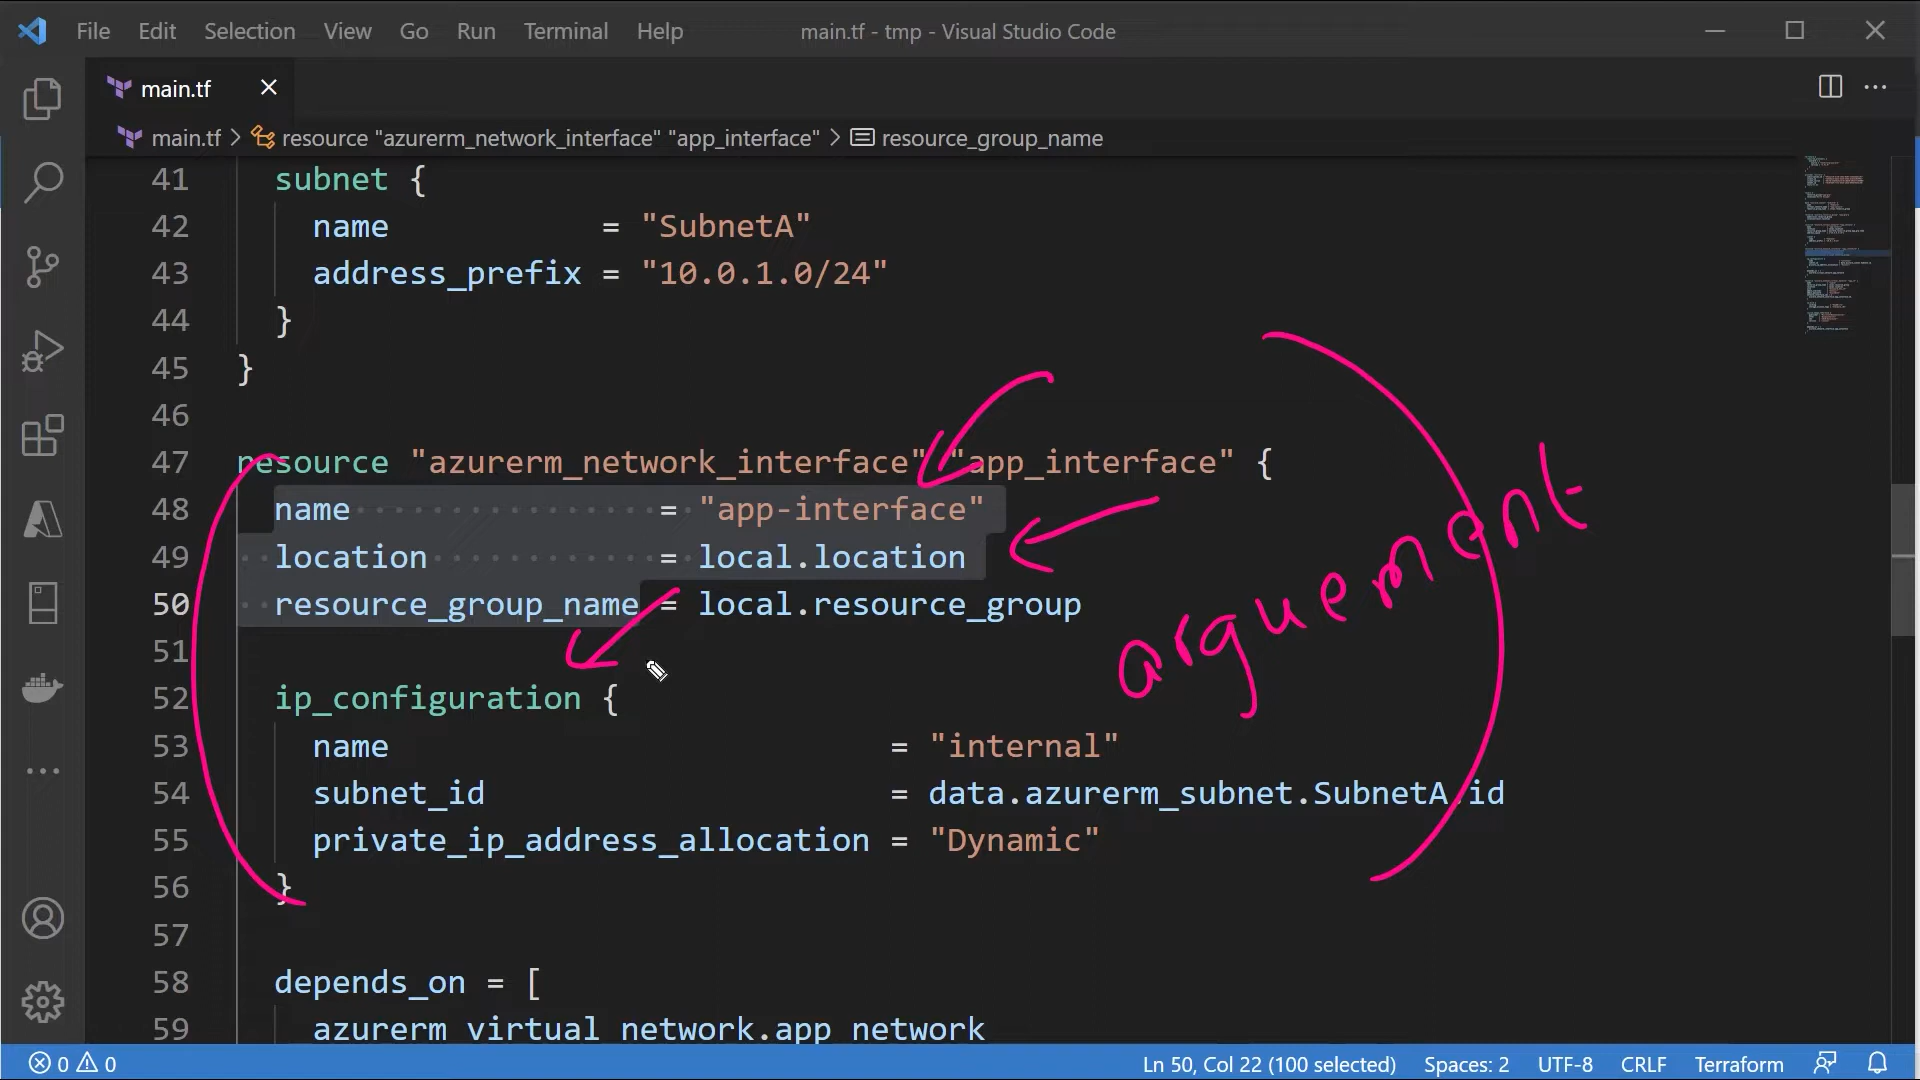 File Edit Selection View Go Run Terminal Help main.tf - tmp - Visual Studio Code
main.tf
main.tf > resource "azurerm_network_interface" "app_interface" > resource_group_name
41 subnet {
42 name = "SubnetA"
43 address_prefix = "10.0.1.0/24"
44 }
45 }
46
47 resource "azurerm_network_interface" "app_interface" {
48 name = "app-interface"
49 location = local.location
50 resource_group_name = local.resource_group
arguement
51
52 ip_configuration {
53 name = "internal"
54 subnet_id = data.azurerm_subnet.SubnetA.id
55 private_ip_address_allocation = "Dynamic"
56 }
57
58 depends_on = [
59 azurerm_virtual_network.app_network
0 0 Ln 50, Col 22 (100 selected) Spaces: 2 UTF-8 CRLF Terraform